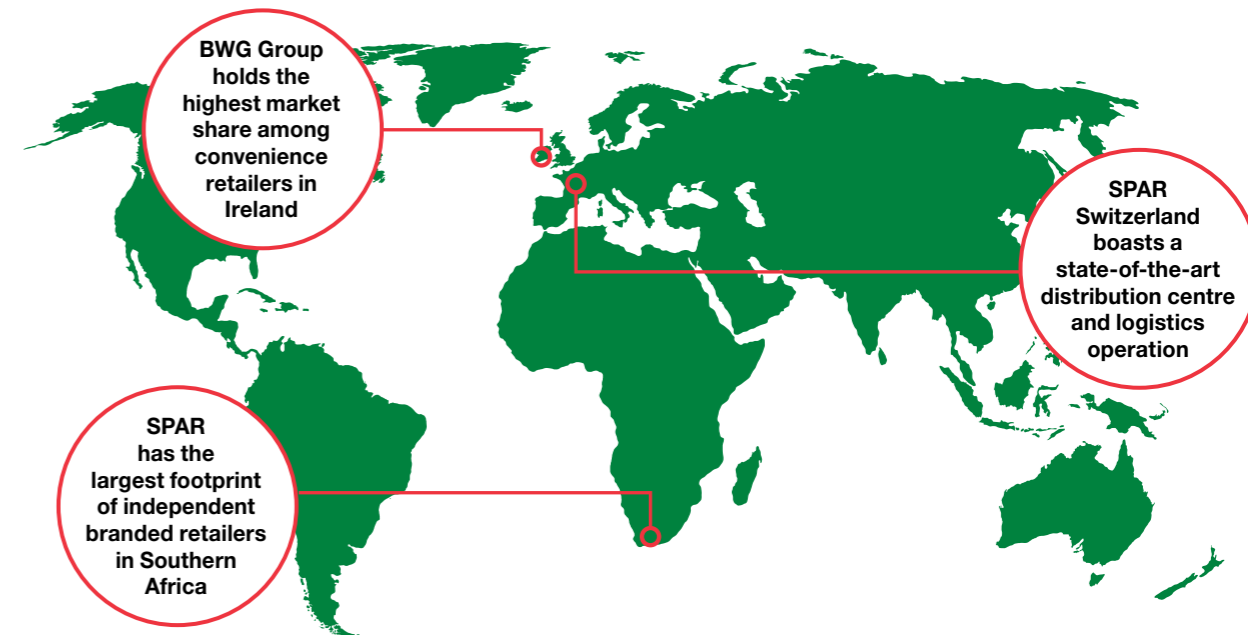 BWG Group
holds the
highest market
share among
convenience
retailers in
Ireland
SPAR
Switzerland
boasts a
state-of-the-art
distribution centre
and logistics
operation
SPAR
has the
largest footprint
of independent
branded retailers
in Southern
Africa